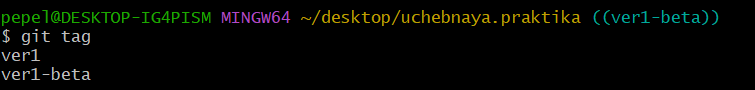 pepel@DESKTOP-IG4PISM MINGW64 ~/desktop/uchebnaya.praktika ((ver1-beta))
$ git tag
ver1
ver1-beta